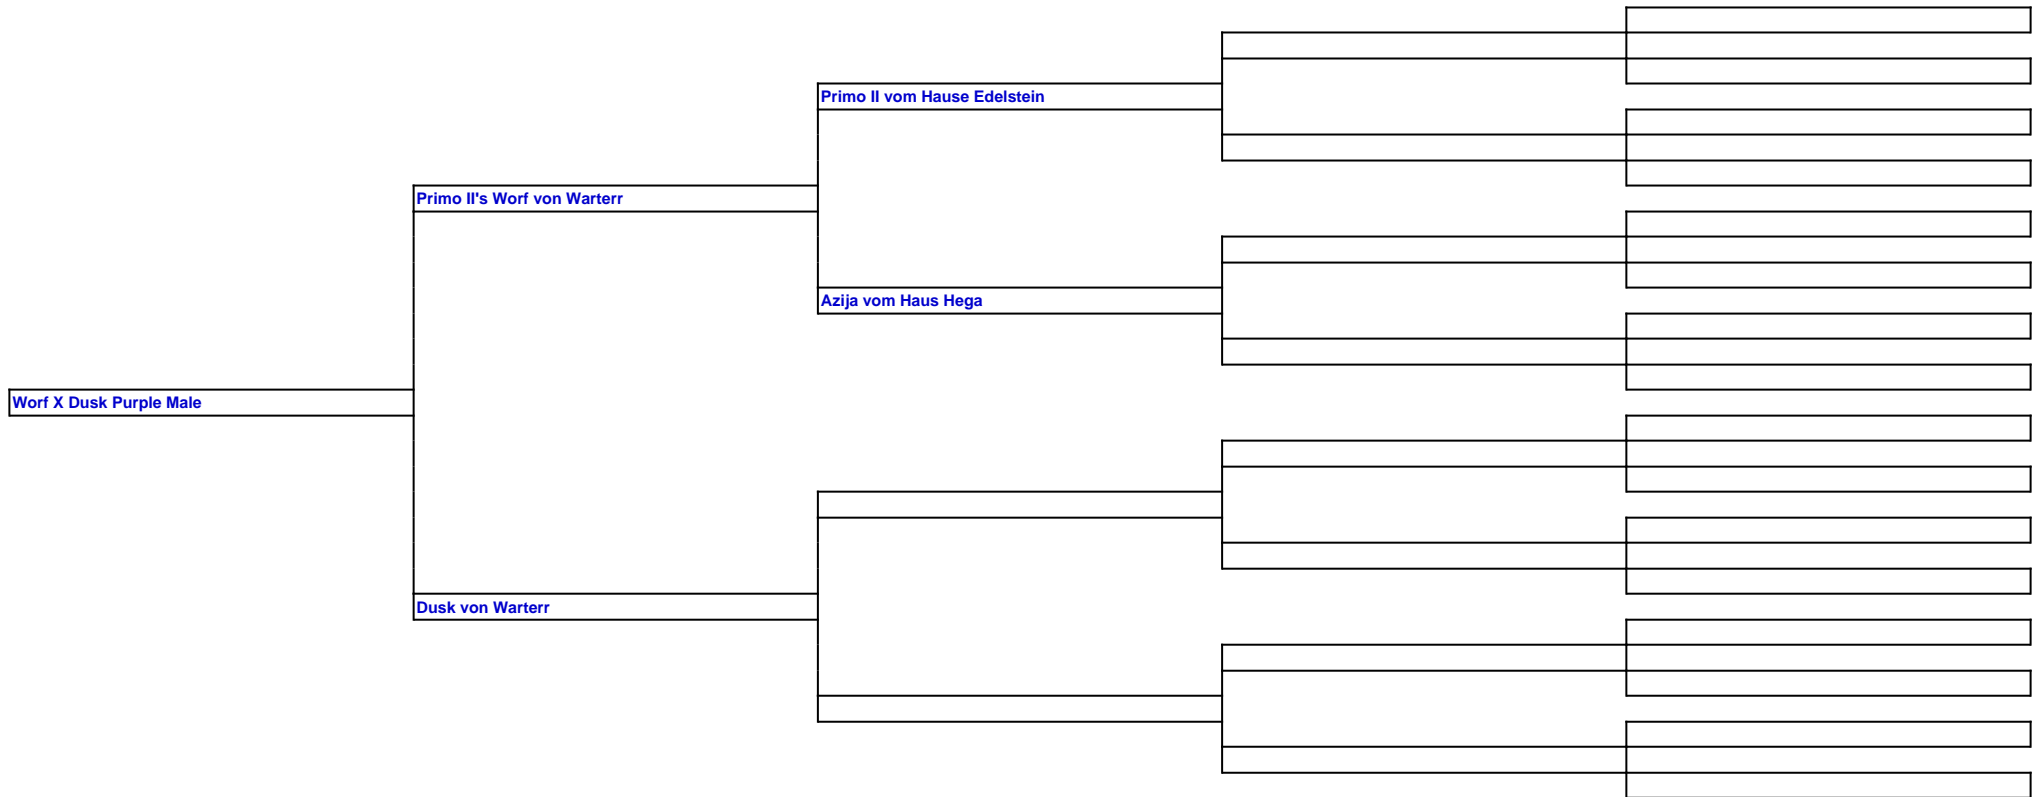 Primo II vom Hause Edelstein
Primo II's Worf von Warterr
Azija vom Haus Hega
Worf X Dusk Purple Male
Dusk von Warterr